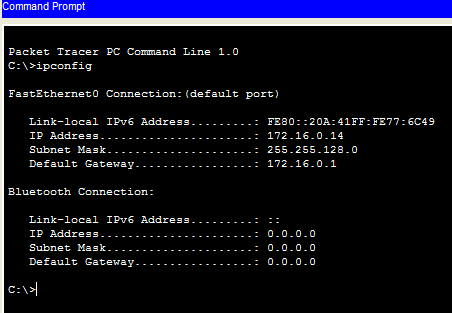 Command Prompt
Packet Tracer PC Command Line 1.0
C:\>ipconfig
FastEthernet0 Connection:(default port)
Link-local IPv6 Address.........: FE80::20A:41FF:FE77:6C49
IP Address......................: 172.16.0.14
Subnet Mask.....................: 255.255.128.0
Default Gateway.................: 172.16.0.1
Bluetooth Connection:
Link-local IPv6 Address.........: ::
IP Address......................: 0.0.0.0
Subnet Mask.....................: 0.0.0.0
Default Gateway.................: 0.0.0.0
C:\>